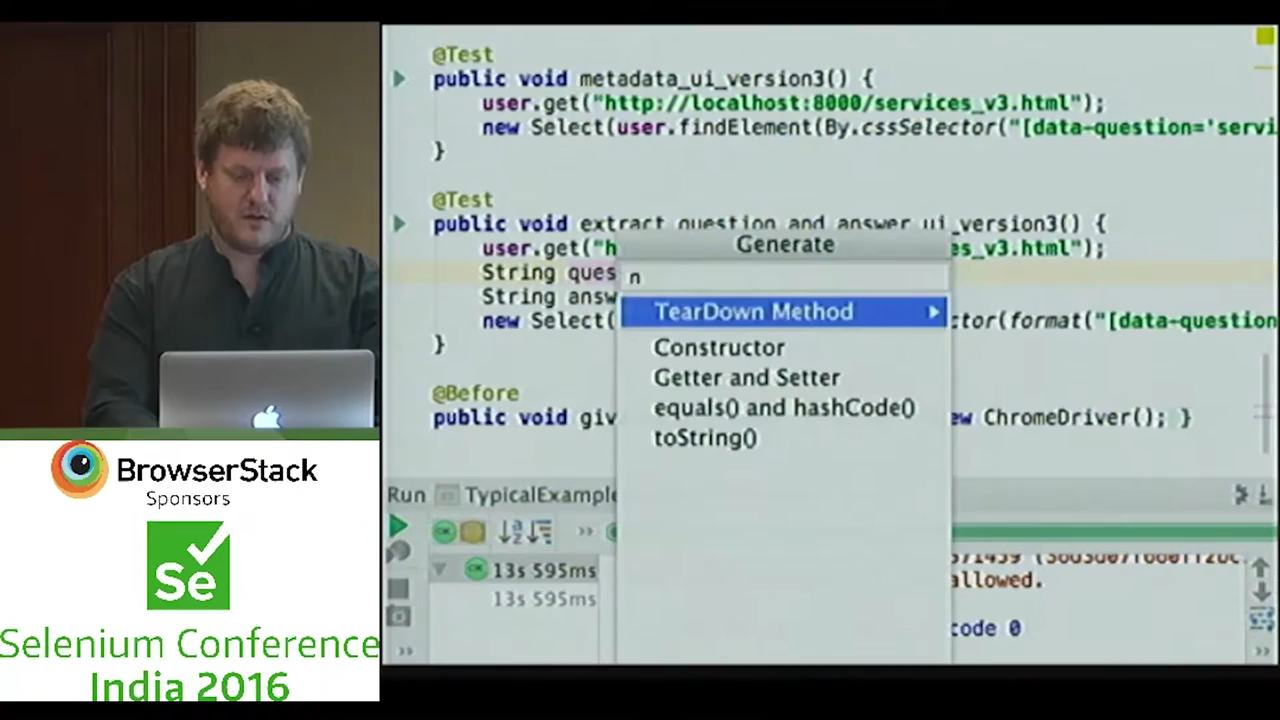 @Test
public void metadata_ui_version3() {
user.get("http://localhost:8000/services_v3.html");
new Select(user.findElement(By.cssSelector("[data-question='servi
}
@Test
public void extract_question_and_answer_ui_version3() {
user.get("h
es_v3.html");
String ques
String answ
new Select(
ctor(format("[data-question
}
@Before
public void giv
ew ChromeDriver(); }
Generate
n
TearDown Method
Constructor
Getter and Setter
equals() and hashCode()
toString()
Run TypicalExample
13s 595ms
13s 595ms
allowed.
code 0
BrowserStack
Sponsors
Se
Selenium Conference
India 2016